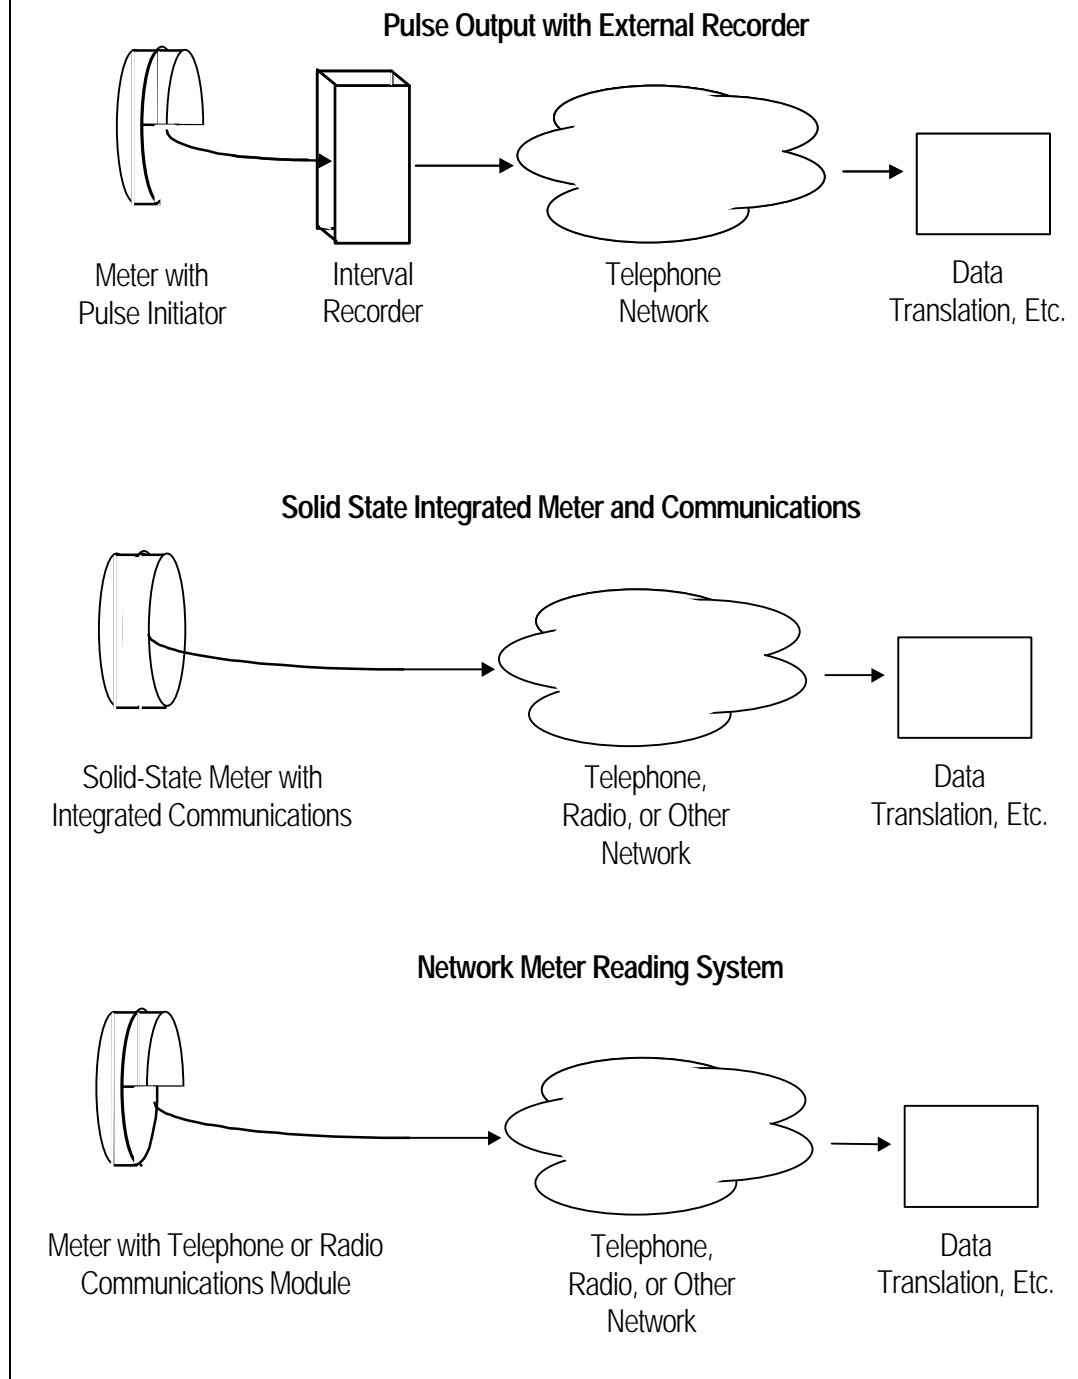 Pulse Output with External Recorder
Meter with
Pulse Initiator
Interval
Recorder
Telephone
Network
Data
Translation, Etc.
Solid State Integrated Meter and Communications
Solid-State Meter with
Integrated Communications
Telephone,
Radio, or Other
Network
Data
Translation, Etc.
Network Meter Reading System
Meter with Telephone or Radio
Communications Module
Telephone,
Radio, or Other
Network
Data
Translation, Etc.